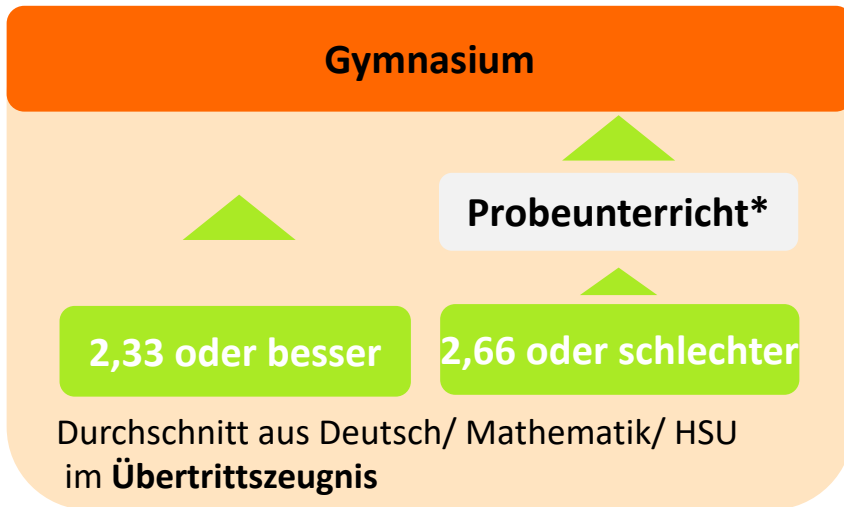 Gymnasium
Probeunterricht*
2,33 oder besser
2,66 oder schlechter
Durchschnitt aus Deutsch/ Mathematik/ HSU
im Übertrittszeugnis